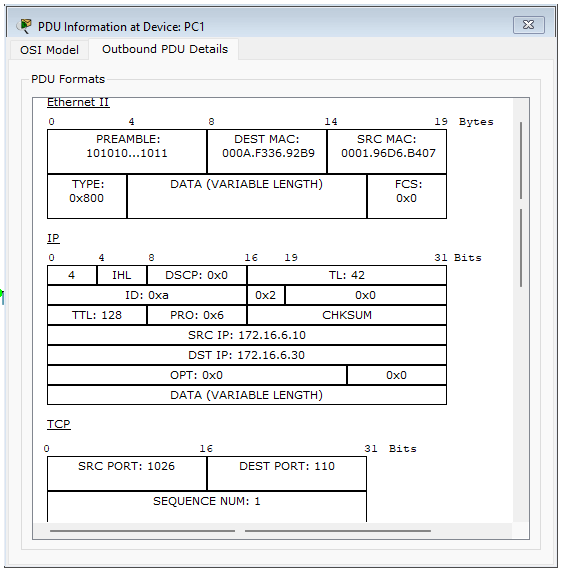 PDU Information at Device: PC1
OSI Model Outbound PDU Details
PDU Formats
Ethernet II
0 4 8 14 19 Bytes
PREAMBLE: DEST MAC: SRC MAC:
101010...1011 000A.F336.92B9 0001.96D6.B407
TYPE: DATA (VARIABLE LENGTH) FCS:
0x800 0x0
IP
0 4 8 16 19 31 Bits
4 IHL DSCP: 0x0 TL: 42
ID: 0xa 0x2 0x0
TTL: 128 PRO: 0x6 CHKSUM
SRC IP: 172.16.6.10
DST IP: 172.16.6.30
OPT: 0x0 0x0
DATA (VARIABLE LENGTH)
TCP
0 16 31 Bits
SRC PORT: 1026 DEST PORT: 110
SEQUENCE NUM: 1